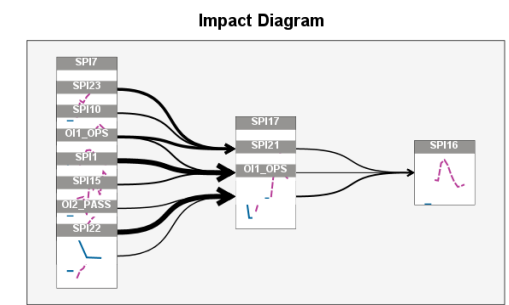 Impact Diagram
SPI7
SPI23
SPI10
OI1_OPS
SPI1
SPI15
OI2_PASS
SPI22
SPI17
SPI21
OI1_OPS
SPI16